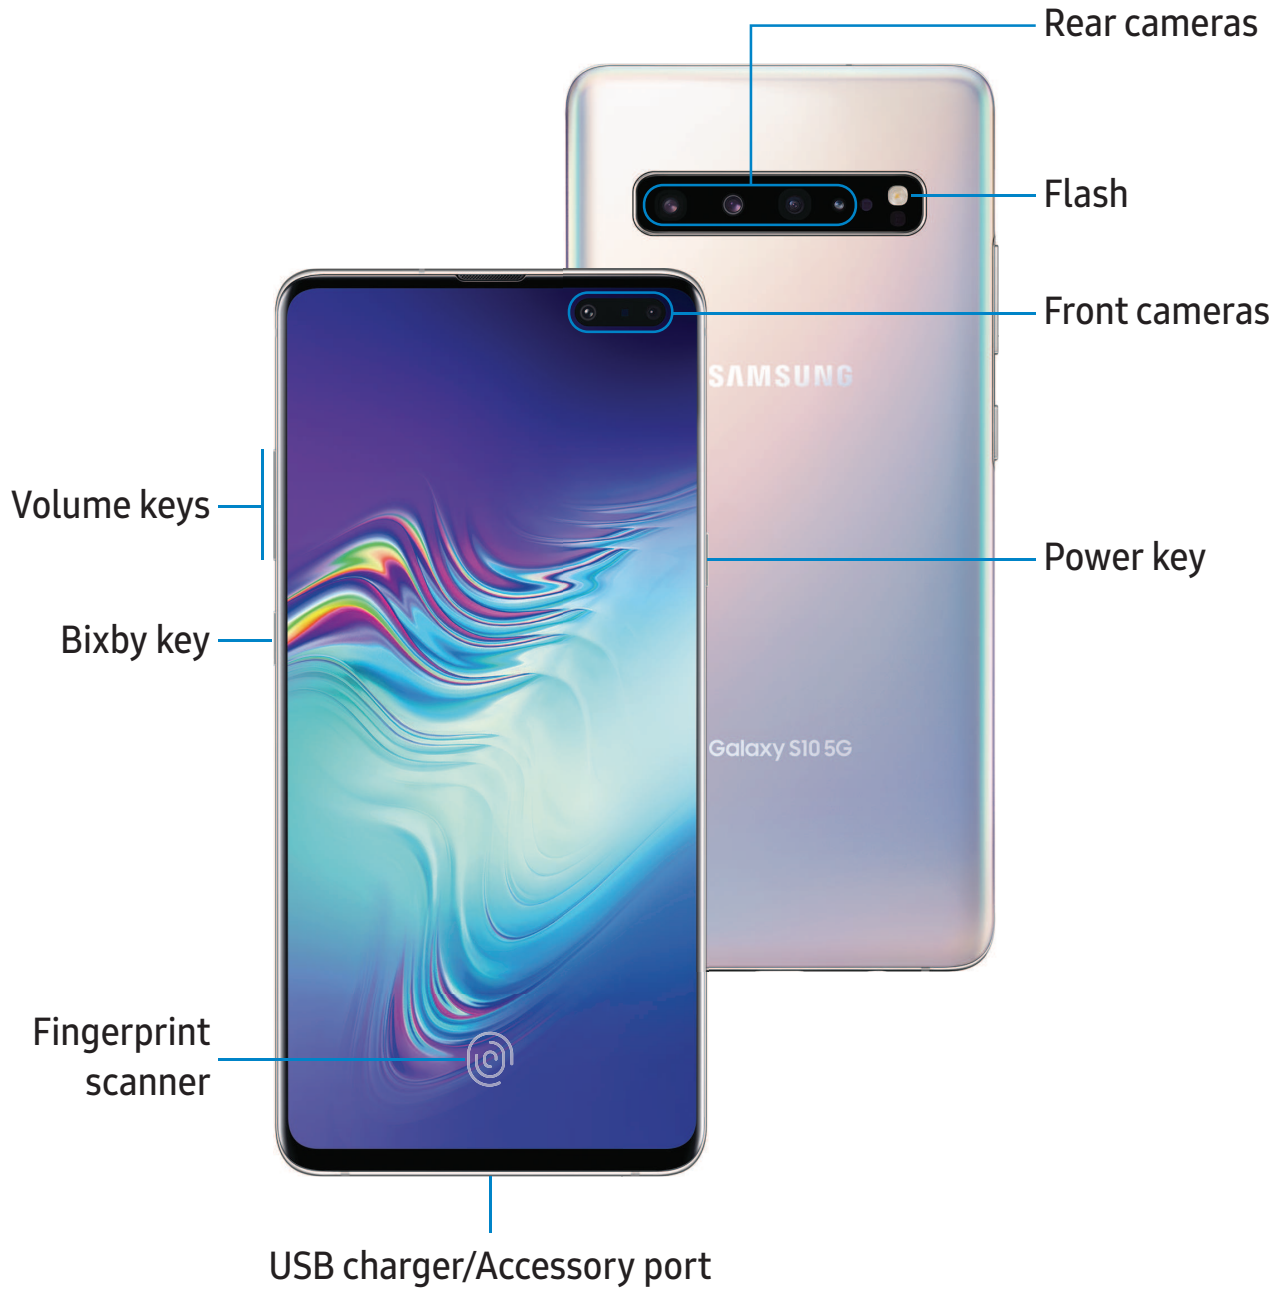 Rear cameras
Flash
Front cameras
SAMSUNG
Volume keys
Power key
Bixby key
Galaxy S10 5G
Fingerprint
scanner
USB charger/Accessory port